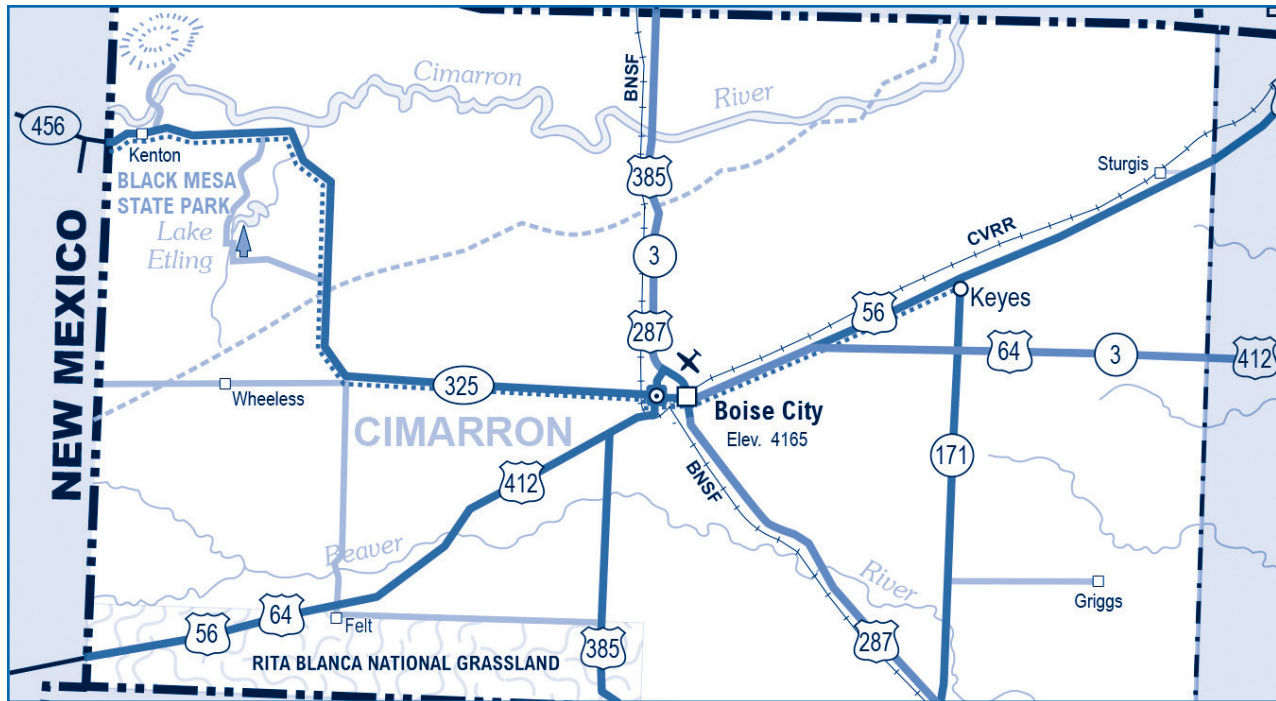 Cimarron
River
BNSF
456
Kenton
BLACK MESA
STATE PARK
Lake
Etling
385
Sturgis
CVRR
3
NEW MEXICO
287
56
Keyes
64
3
412
325
Wheeless
CIMARRON
Boise City
Elev. 4165
412
BNSF
171
Beaver
River
Griggs
56
64
Felt
RITA BLANCA NATIONAL GRASSLAND
385
287